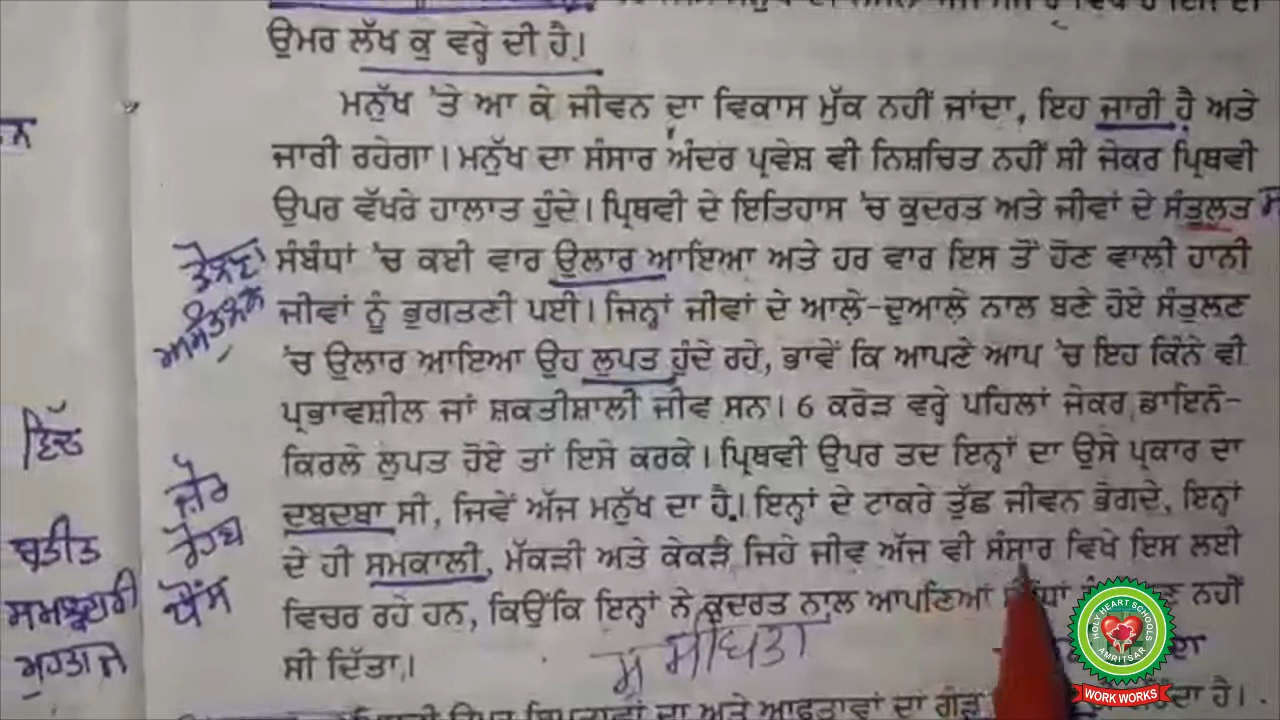 ਉਮਰ ਲੱਖ ਕੁ ਵਰ੍ਹੇ ਦੀ ਹੈ।
ਮਨੁੱਖ 'ਤੇ ਆ ਕੇ ਜੀਵਨ ਦਾ ਵਿਕਾਸ ਮੁੱਕ ਨਹੀਂ ਜਾਂਦਾ, ਇਹ ਜਾਰੀ ਹੈ ਅਤੇ
ਜਾਰੀ ਰਹੇਗਾ। ਮਨੁੱਖ ਦਾ ਸੰਸਾਰ ਅੰਦਰ ਪ੍ਰਵੇਸ਼ ਵੀ ਨਿਸ਼ਚਿਤ ਨਹੀਂ ਸੀ ਜੇਕਰ ਪ੍ਰਿਥਵੀ
ਉਪਰ ਵੱਖਰੇ ਹਾਲਾਤ ਹੁੰਦੇ। ਪ੍ਰਿਥਵੀ ਦੇ ਇਤਿਹਾਸ 'ਚ ਕੁਦਰਤ ਅਤੇ ਜੀਵਾਂ ਦੇ ਸੰਤੁਲਤ
ਸੰਬੰਧਾਂ 'ਚ ਕਈ ਵਾਰ ਉਲਾਰ ਆਇਆ ਅਤੇ ਹਰ ਵਾਰ ਇਸ ਤੋਂ ਹੋਣ ਵਾਲੀ ਹਾਨੀ
ਜੀਵਾਂ ਨੂੰ ਭੁਗਤਣੀ ਪਈ। ਜਿਨ੍ਹਾਂ ਜੀਵਾਂ ਦੇ ਆਲੇ-ਦੁਆਲੇ ਨਾਲ ਬਣੇ ਹੋਏ ਸੰਤੁਲਣ
'ਚ ਉਲਾਰ ਆਇਆ ਉਹ ਲੁਪਤ ਹੁੰਦੇ ਰਹੇ, ਭਾਵੇਂ ਕਿ ਆਪਣੇ ਆਪ 'ਚ ਇਹ ਕਿੰਨੇ ਵੀ
ਪ੍ਰਭਾਵਸ਼ੀਲ ਜਾਂ ਸ਼ਕਤੀਸ਼ਾਲੀ ਜੀਵ ਸਨ। 6 ਕਰੋੜ ਵਰ੍ਹੇ ਪਹਿਲਾਂ ਜੇਕਰ ਡਾਇਨੋ-
ਕਿਰਲੇ ਲੁਪਤ ਹੋਏ ਤਾਂ ਇਸੇ ਕਰਕੇ। ਪ੍ਰਿਥਵੀ ਉਪਰ ਤਦ ਇਨ੍ਹਾਂ ਦਾ ਉਸੇ ਪ੍ਰਕਾਰ ਦਾ
ਦਬਦਬਾ ਸੀ, ਜਿਵੇਂ ਅੱਜ ਮਨੁੱਖ ਦਾ ਹੈ। ਇਨ੍ਹਾਂ ਦੇ ਟਾਕਰੇ ਤੁੱਛ ਜੀਵਨ ਭੋਗਦੇ, ਇਨ੍ਹਾਂ
ਦੇ ਹੀ ਸਮਕਾਲੀ, ਮੱਕੜੀ ਅਤੇ ਕੇਕੜੇ ਜਿਹੇ ਜੀਵ ਅੱਜ ਵੀ ਸੰਸਾਰ ਵਿਖੇ ਇਸ ਲਈ
ਵਿਚਰ ਰਹੇ ਹਨ, ਕਿਉਂਕਿ ਇਨ੍ਹਾਂ ਨੇ ਕੁਦਰਤ ਨਾਲ ਆਪਣਿਆਂ ਨਹੀਂ
ਸੀ ਦਿੱਤਾ।
ਦਾ ਅਤੇ ਆਫ਼ਤਾਵਾਂ ਦਾ ਹੈ।
ਜ਼ੋਰ
ਰੋਹਬ
ਧੌਂਸ
ਬਤੀਤ
HOLY HEART SCHOOLS
AMRITSAR
WORK WORKS